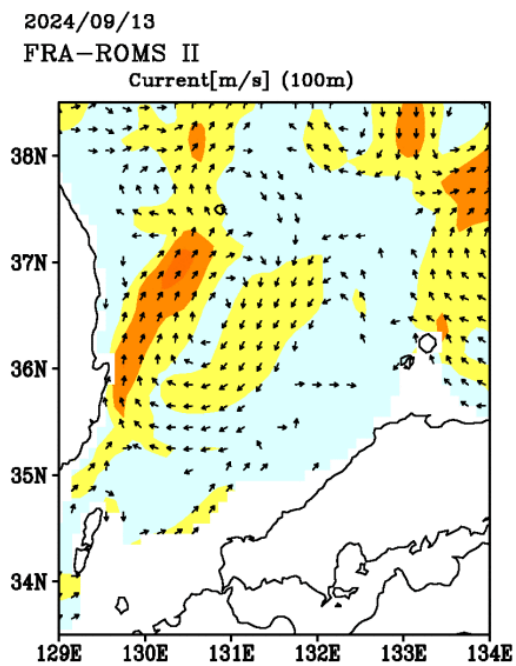 2024/09/13
FRA-ROMS II
Current[m/s] (100m)
38N
37N
36N
35N
34N
129E 130E 131E 132E 133E 134E